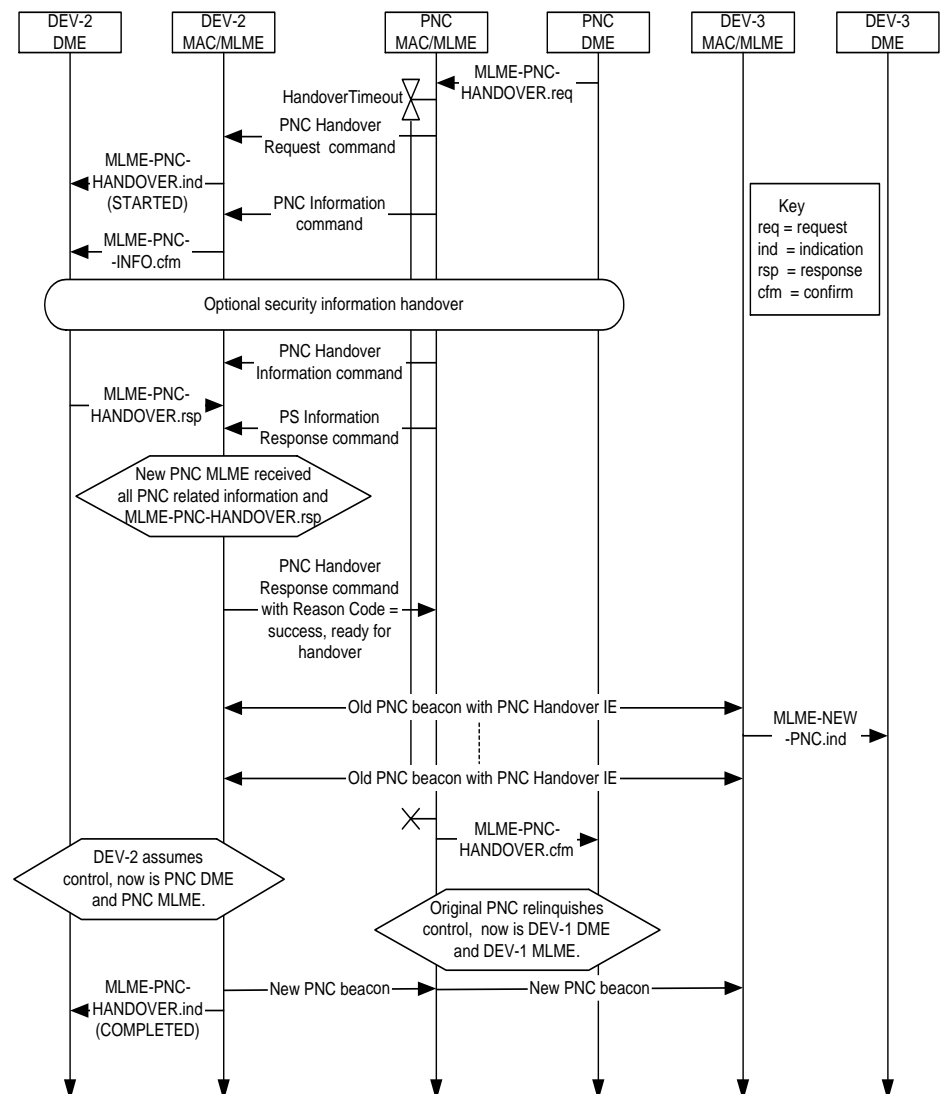 DEV-2
DME
DEV-2
MAC/MLME
PNC
MAC/MLME
PNC
DME
DEV-3
MAC/MLME
DEV-3
DME
MLME-PNC-
HANDOVER.req
HandoverTimeout
PNC Handover
Request command
MLME-PNC-
HANDOVER.ind
(STARTED)
PNC Information
command
MLME-PNC-
-INFO.cfm
Key
req = request
ind = indication
rsp = response
cfm = confirm
Optional security information handover
PNC Handover
Information command
MLME-PNC-
HANDOVER.rsp
PS Information
Response command
New PNC MLME received
all PNC related information and
MLME-PNC-HANDOVER.rsp
PNC Handover
Response command
with Reason Code =
success, ready for
handover
Old PNC beacon with PNC Handover IE
MLME-NEW
-PNC.ind
Old PNC beacon with PNC Handover IE
MLME-PNC-
HANDOVER.cfm
DEV-2 assumes
control, now is PNC DME
and PNC MLME.
Original PNC relinquishes
control, now is DEV-1 DME
and DEV-1 MLME.
MLME-PNC-
HANDOVER.ind
(COMPLETED)
New PNC beacon
New PNC beacon